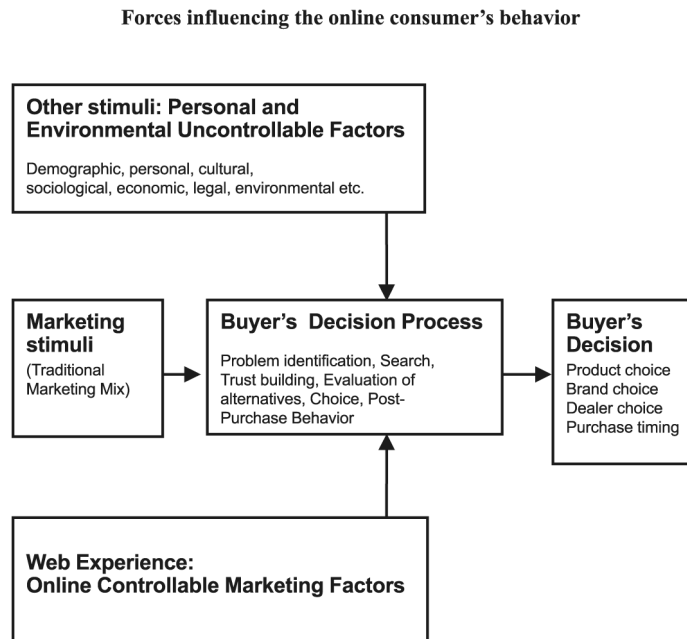 Forces influencing the online consumer’s behavior
Other stimuli: Personal and
Environmental Uncontrollable Factors
Demographic, personal, cultural,
sociological, economic, legal, environmental etc.
Marketing
stimuli
(Traditional
Marketing Mix)
Buyer’s Decision Process
Problem identification, Search,
Trust building, Evaluation of
alternatives, Choice, Post-
Purchase Behavior
Buyer’s
Decision
Product choice
Brand choice
Dealer choice
Purchase timing
Web Experience:
Online Controllable Marketing Factors